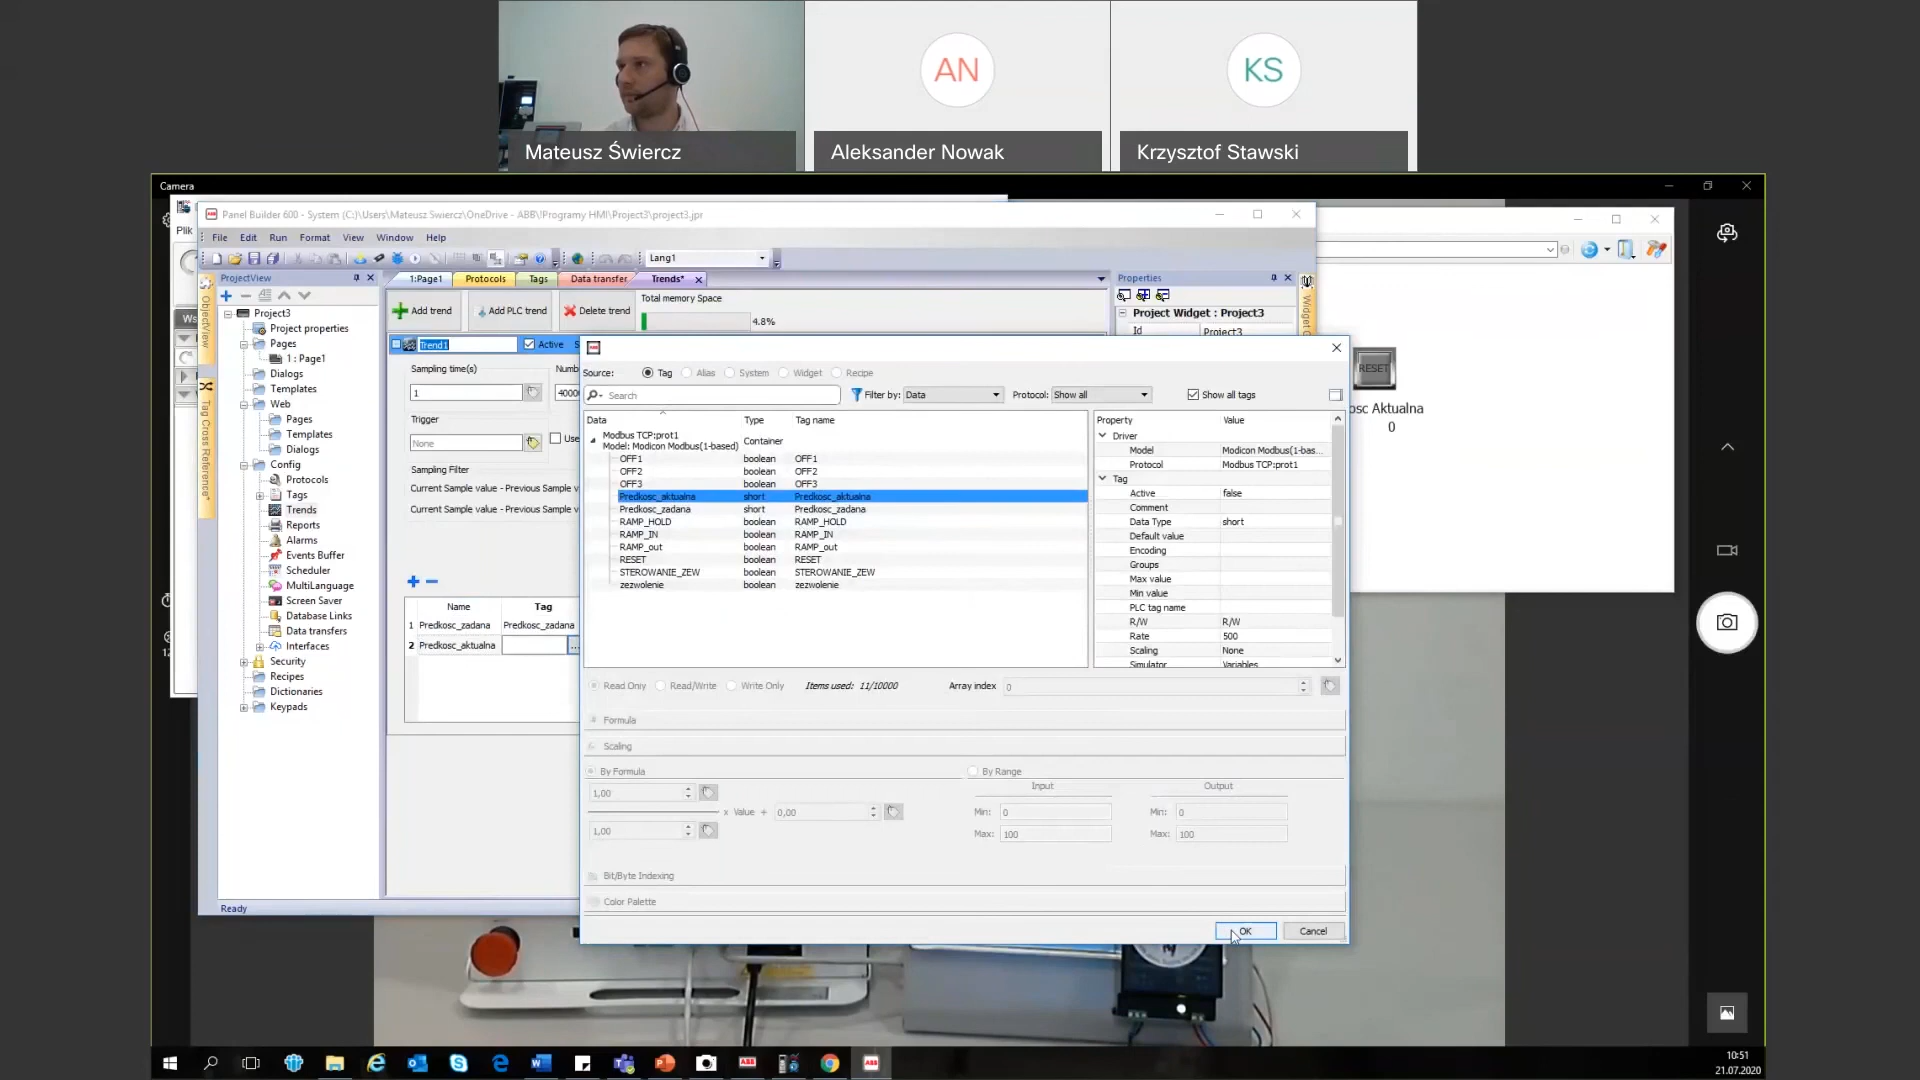 AN
KS
Mateusz Świercz
Aleksander Nowak
Krzysztof Stawski
Camera
Panel Builder 600 - System (C:)\Users\Mateusz Swiercz\OneDrive - ABB\!Programy HMI\Project3\project3.jpr
Plik
File Edit Run Format View Window Help
Lang1
ProjectView
1:Page1 Protocols Tags Data transfer Trends*
Properties
Add trend Add PLC trend Delete trend
Total memory Space
4.8%
Project Widget : Project3
Id Project3
ObjectView
Tag Cross Reference*
Project3
Project properties
Pages
1 : Page1
Dialogs
Templates
Web
Pages
Templates
Dialogs
Config
Protocols
Tags
Trends
Reports
Alarms
Events Buffer
Scheduler
MultiLanguage
Screen Saver
Database Links
Data transfers
Interfaces
Security
Recipes
Dictionaries
Keypads
Ready
Trend1 Active S
Sampling time(s)
1
Trigger
None
Use
Sampling Filter
Current Sample value - Previous Sample v
Current Sample value - Previous Sample v
Name Tag
1 Predkosc_zadana Predkosc_zadana
2 Predkosc_aktualna ...
Source: Tag Alias System Widget Recipe
Search
Filter by: Data
Protocol: Show all
Show all tags
Data Type Tag name
Modbus TCP:prot1
Model: Modicon Modbus(1-based) Container
OFF1 boolean OFF1
OFF2 boolean OFF2
OFF3 boolean OFF3
Predkosc_aktualna short Predkosc_aktualna
Predkosc_zadana short Predkosc_zadana
RAMP_HOLD boolean RAMP_HOLD
RAMP_IN boolean RAMP_IN
RAMP_out boolean RAMP_out
RESET boolean RESET
STEROWANIE_ZEW boolean STEROWANIE_ZEW
zezwolenie boolean zezwolenie
Property Value
Driver
Model Modicon Modbus(1-bas...
Protocol Modbus TCP:prot1
Tag
Active false
Comment
Data Type short
Default value
Encoding
Groups
Max value
Min value
PLC tag name
R/W R/W
Rate 500
Scaling None
Simulator Variables
Read Only Read/Write Write Only Items used: 11/10000 Array index 0
Formula
Scaling
By Formula
1,00
x Value + 0,00
1,00
By Range
Input Output
Min: 0 Min: 0
Max: 100 Max: 100
Bit/Byte Indexing
Color Palette
OK Cancel
RESET
osc Aktualna
0
10:51
21.07.2020